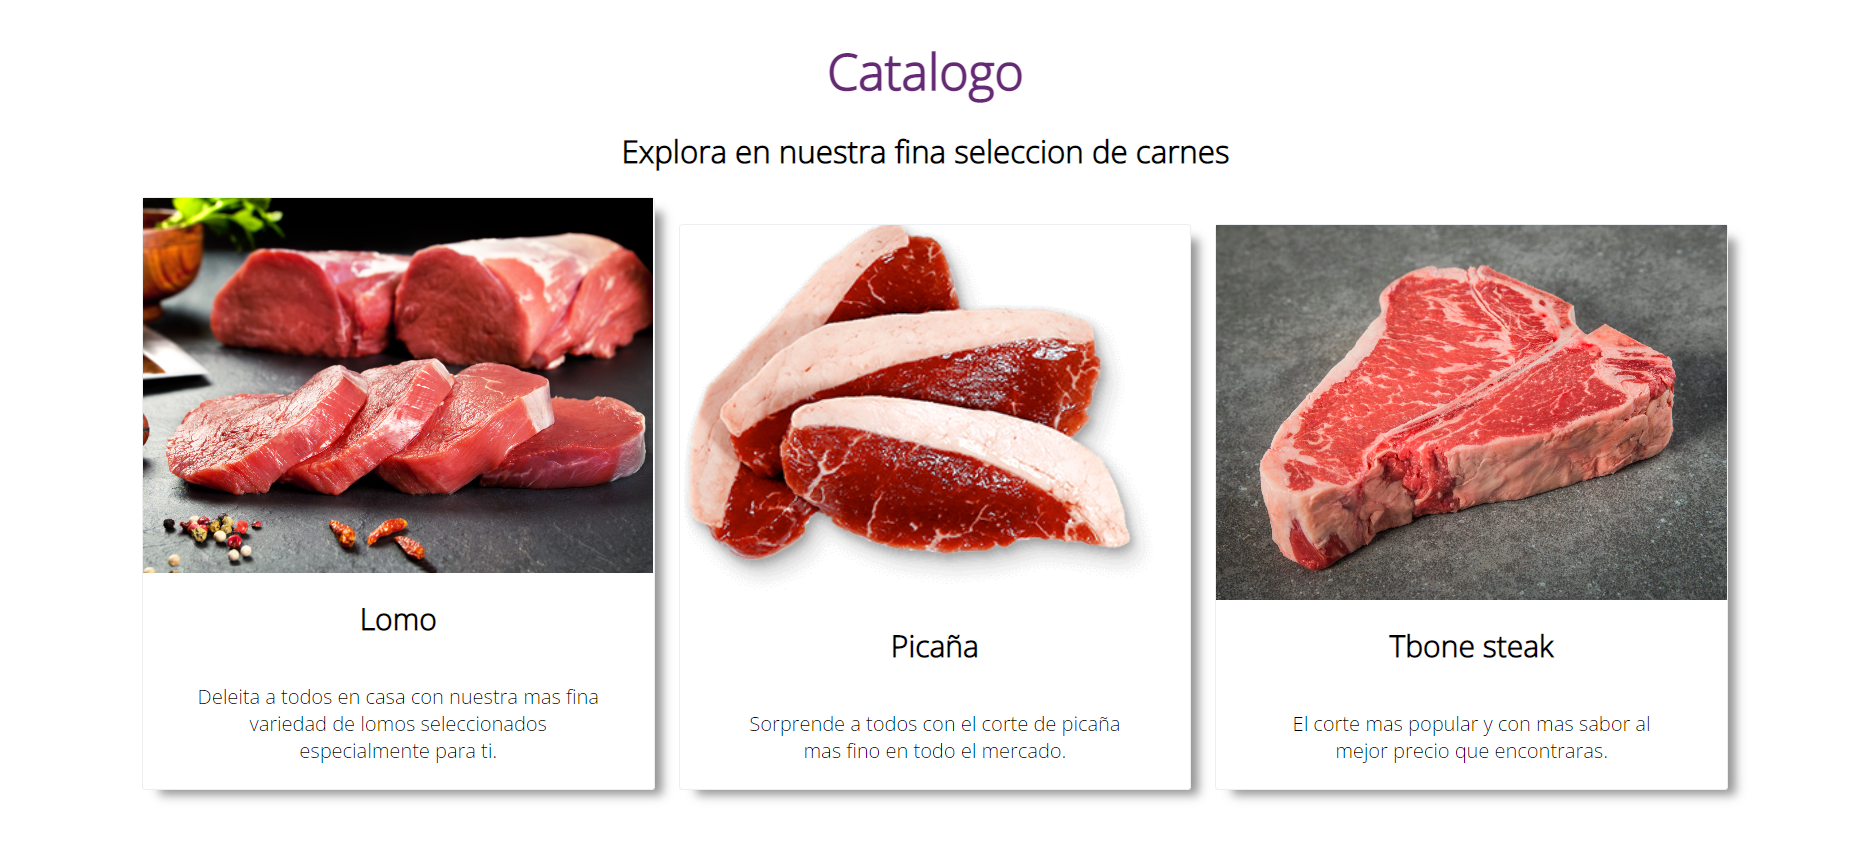 Catalogo
Explora en nuestra fina seleccion de carnes
Lomo
Deleita a todos en casa con nuestra mas fina
variedad de lomos seleccionados
especialmente para ti.
Picaña
Sorprende a todos con el corte de picaña
mas fino en todo el mercado.
Tbone steak
El corte mas popular y con mas sabor al
mejor precio que encontraras.